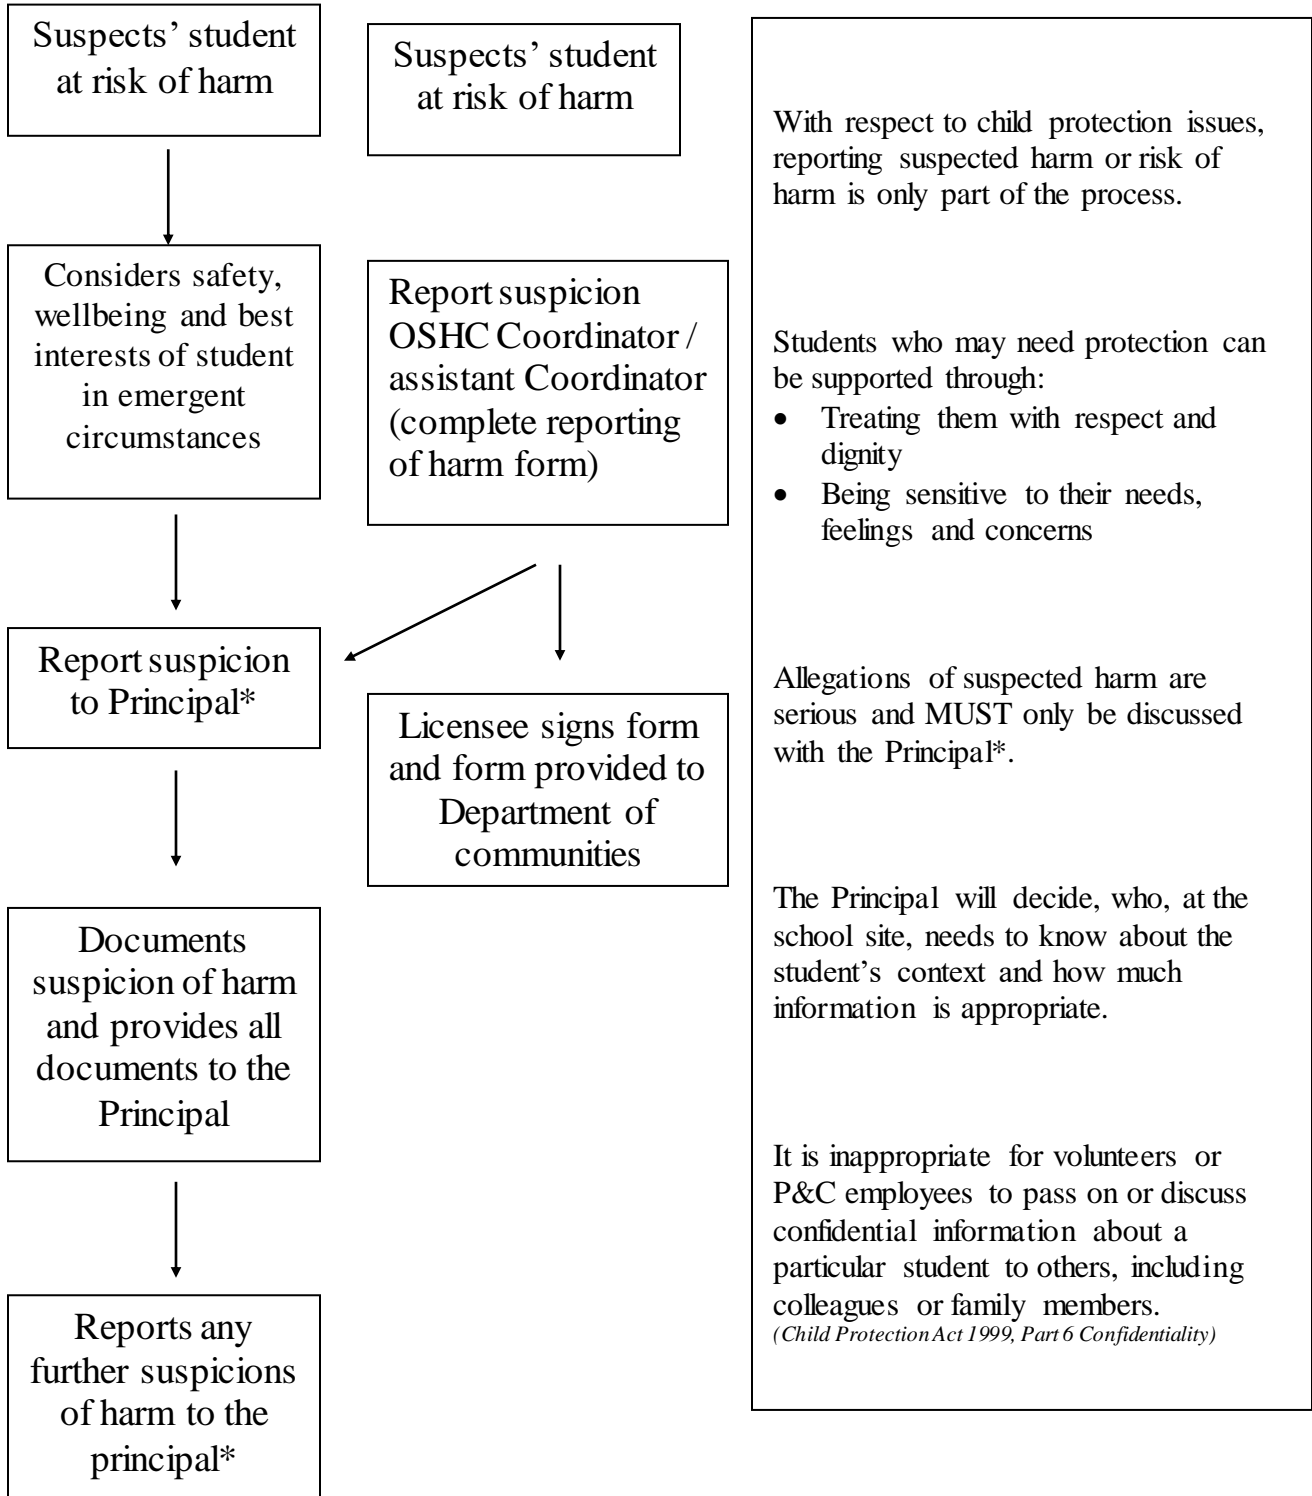 Suspects’ student
at risk of harm
Considers safety,
wellbeing and best
interests of student
in emergent
circumstances
Report suspicion
to Principal*
Documents
suspicion of harm
and provides all
documents to the
Principal
Reports any
further suspicions
of harm to the
principal*
Suspects’ student
at risk of harm
Report suspicion
OSHC Coordinator /
assistant Coordinator
(complete reporting
of harm form)
Licensee signs form
and form provided to
Department of
communities
With respect to child protection issues,
reporting suspected harm or risk of
harm is only part of the process.
Students who may need protection can
be supported through:
• Treating them with respect and
dignity
• Being sensitive to their needs,
feelings and concerns
Allegations of suspected harm are
serious and MUST only be discussed
with the Principal*.
The Principal will decide, who, at the
school site, needs to know about the
student’s context and how much
information is appropriate.
It is inappropriate for volunteers or
P&C employees to pass on or discuss
confidential information about a
particular student to others, including
colleagues or family members.
(Child Protection Act 1999, Part 6 Confidentiality)